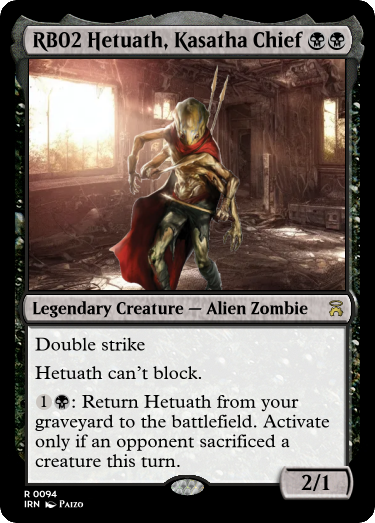 RB02 Hetuath, Kasatha Chief
Legendary Creature — Alien Zombie
Double strike
Hetuath can't block.
1 : Return Hetuath from your
graveyard to the battlefield. Activate
only if an opponent sacrificed a
creature this turn.
2/1
R 0094
IRN Paizo